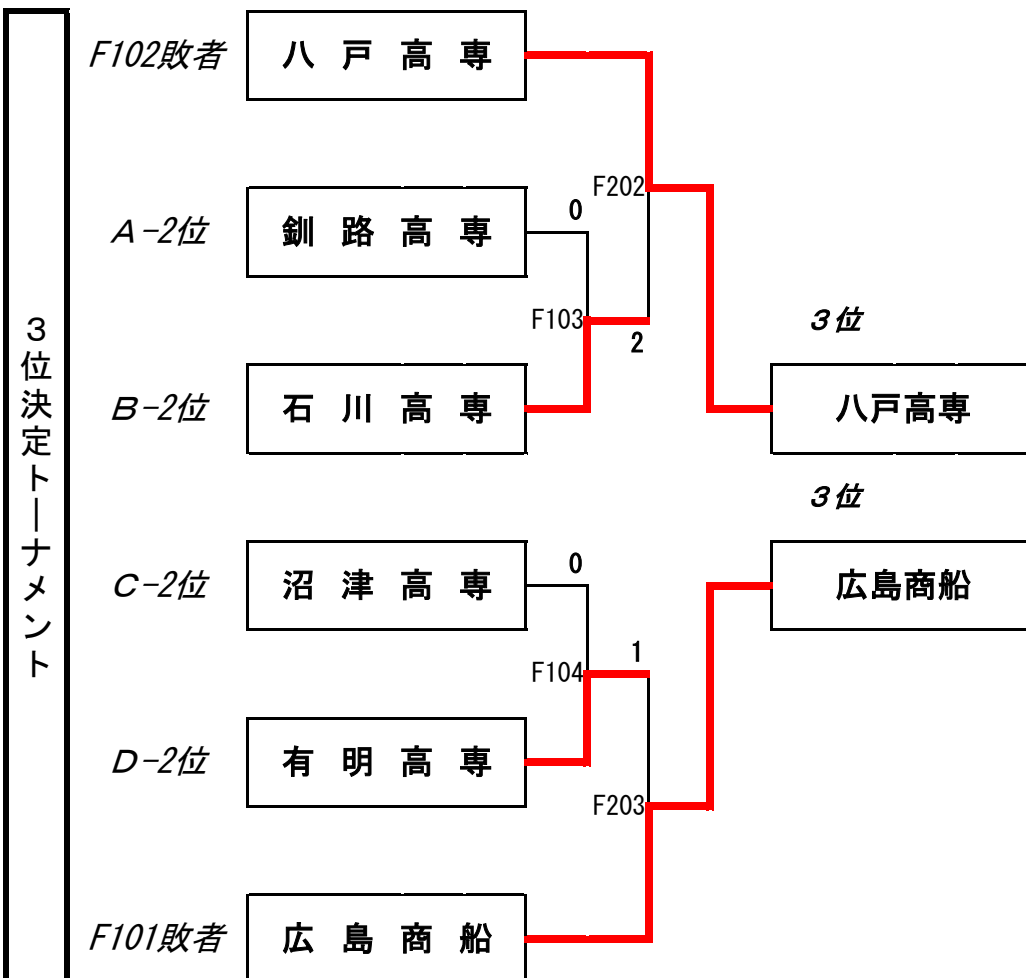 3位決定トーナメント
F102敗者
八戸高専
F202
A-2位
釧路高専
0
F103
2
3位
B-2位
石川高専
八戸高専
3位
C-2位
沼津高専
0
広島商船
1
F104
D-2位
有明高専
F203
F101敗者
広島商船